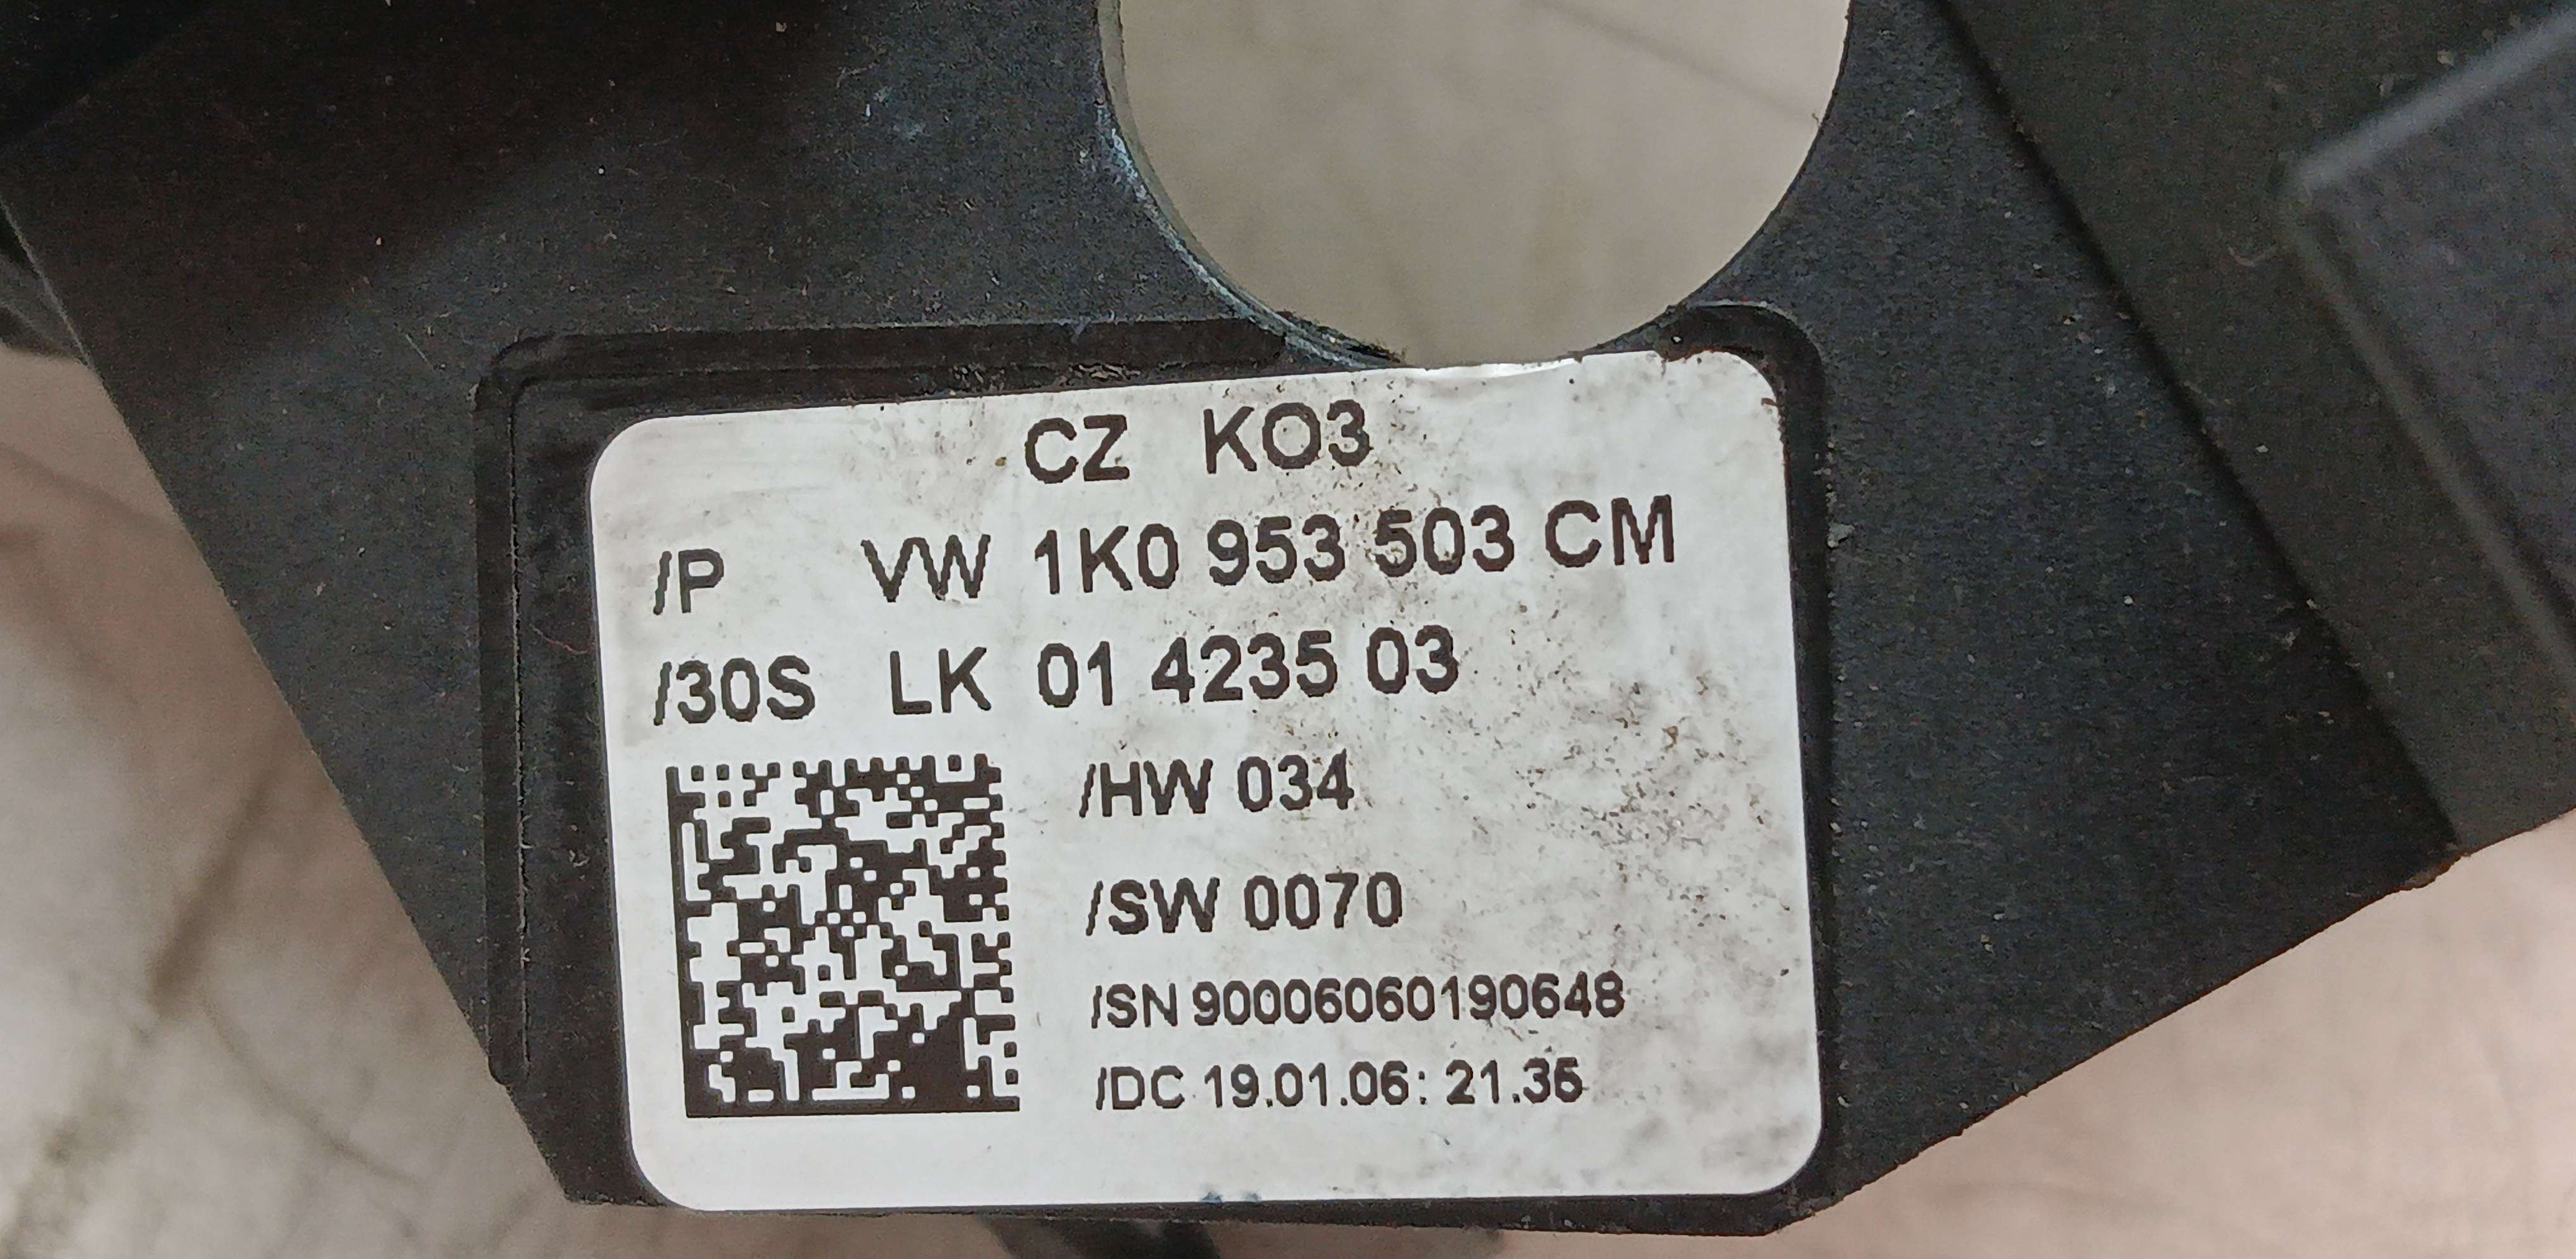 CZ KO3
/P VW 1K0 953 503 CM
/30S LK 01 4235 03
/HW 034
/SW 0070
/SN 90006060190648
/DC 19.01.06: 21.36